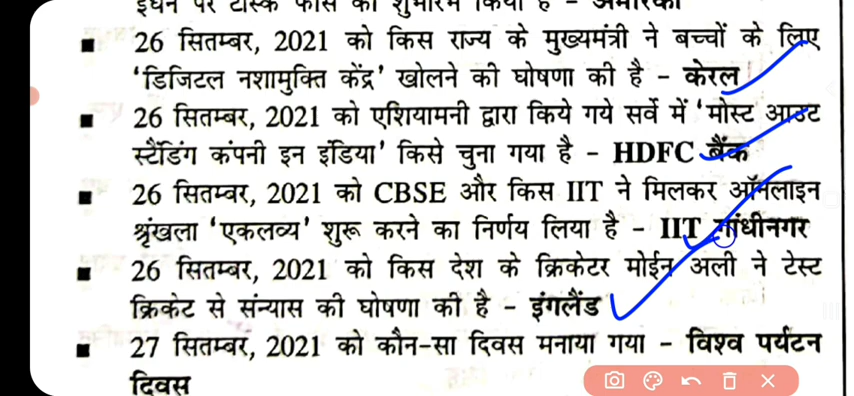 इंधन पर टास्क फोर्स का शुभारंभ किया है – अमेरिका
■ 26 सितम्बर, 2021 को किस राज्य के मुख्यमंत्री ने बच्चों के लिए
'डिजिटल नशामुक्ति केंद्र' खोलने की घोषणा की है – केरल
■ 26 सितम्बर, 2021 को एशियामनी द्वारा किये गये सर्वे में 'मोस्ट आउट
स्टैंडिंग कंपनी इन इंडिया' किसे चुना गया है – HDFC बैंक
■ 26 सितम्बर, 2021 को CBSE और किस IIT ने मिलकर ऑनलाइन
श्रृंखला 'एकलव्य' शुरू करने का निर्णय लिया है – IIT गांधीनगर
■ 26 सितम्बर, 2021 को किस देश के क्रिकेटर मोईन अली ने टेस्ट
क्रिकेट से संन्यास की घोषणा की है – इंगलैंड
■ 27 सितम्बर, 2021 को कौन-सा दिवस मनाया गया – विश्व पर्यटन
दिवस